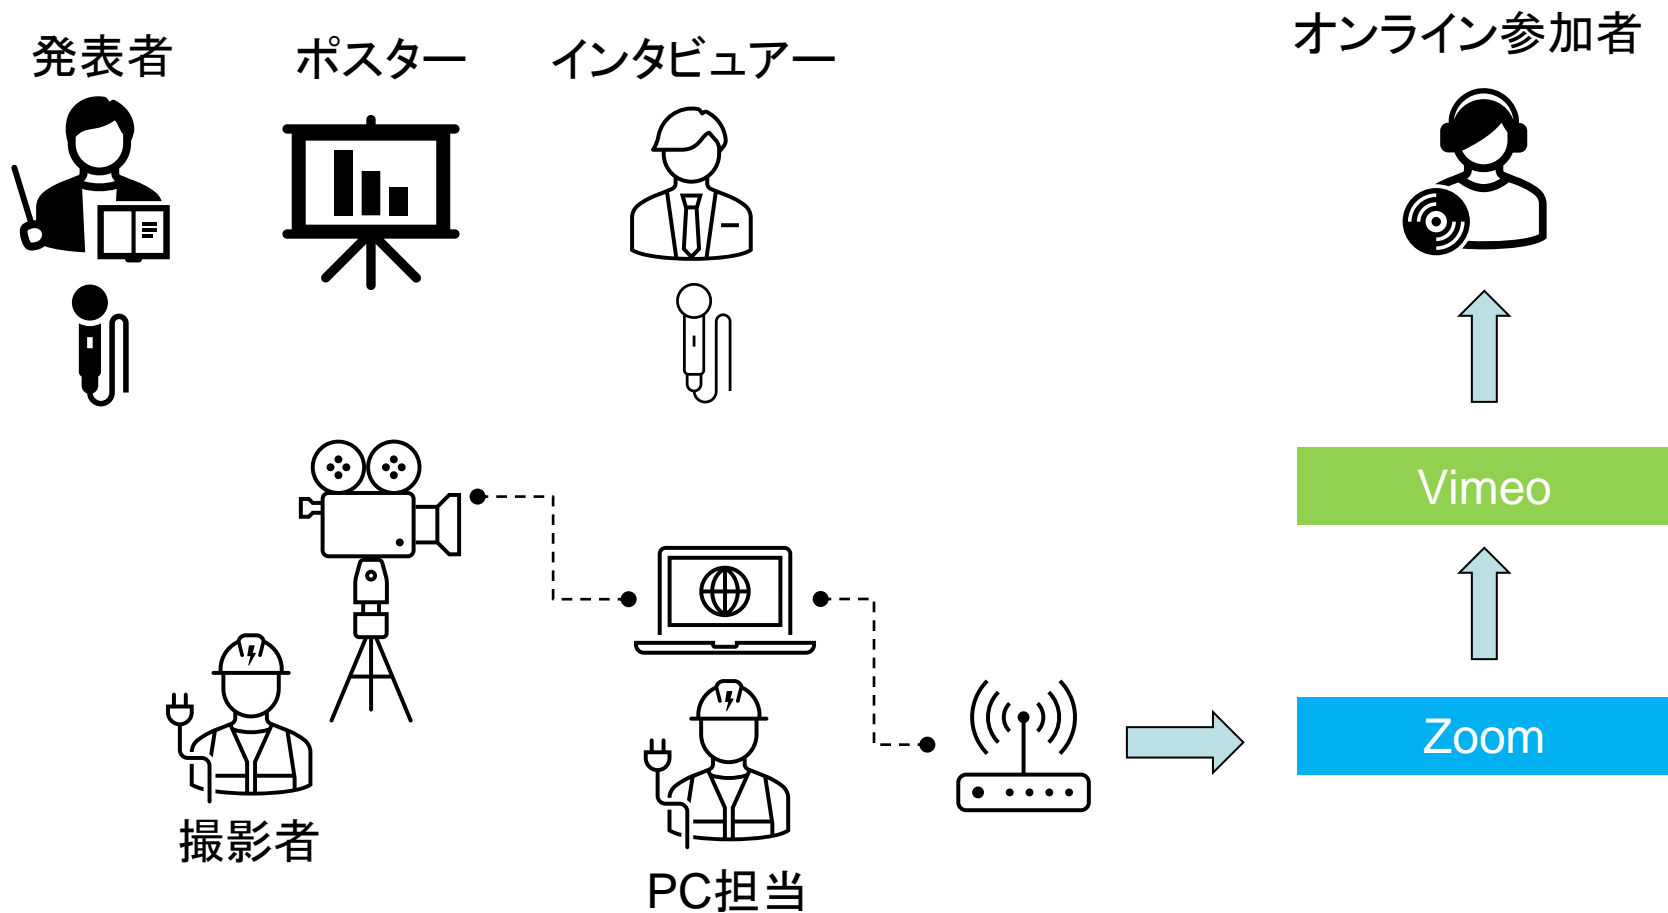 発表者
ポスター
インタビュアー
オンライン参加者
Vimeo
Zoom
撮影者
PC担当